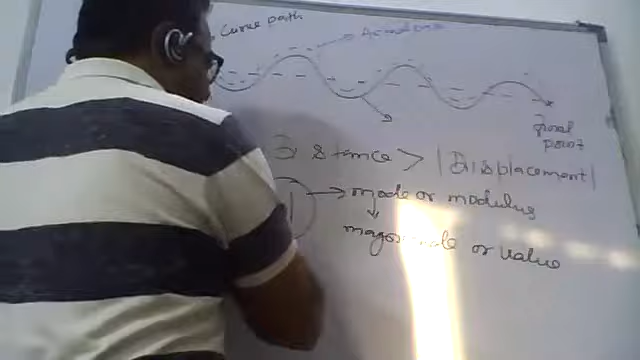 Curve path
final
point
Distance > |Displacement|
mode or modulus
magnitude or value